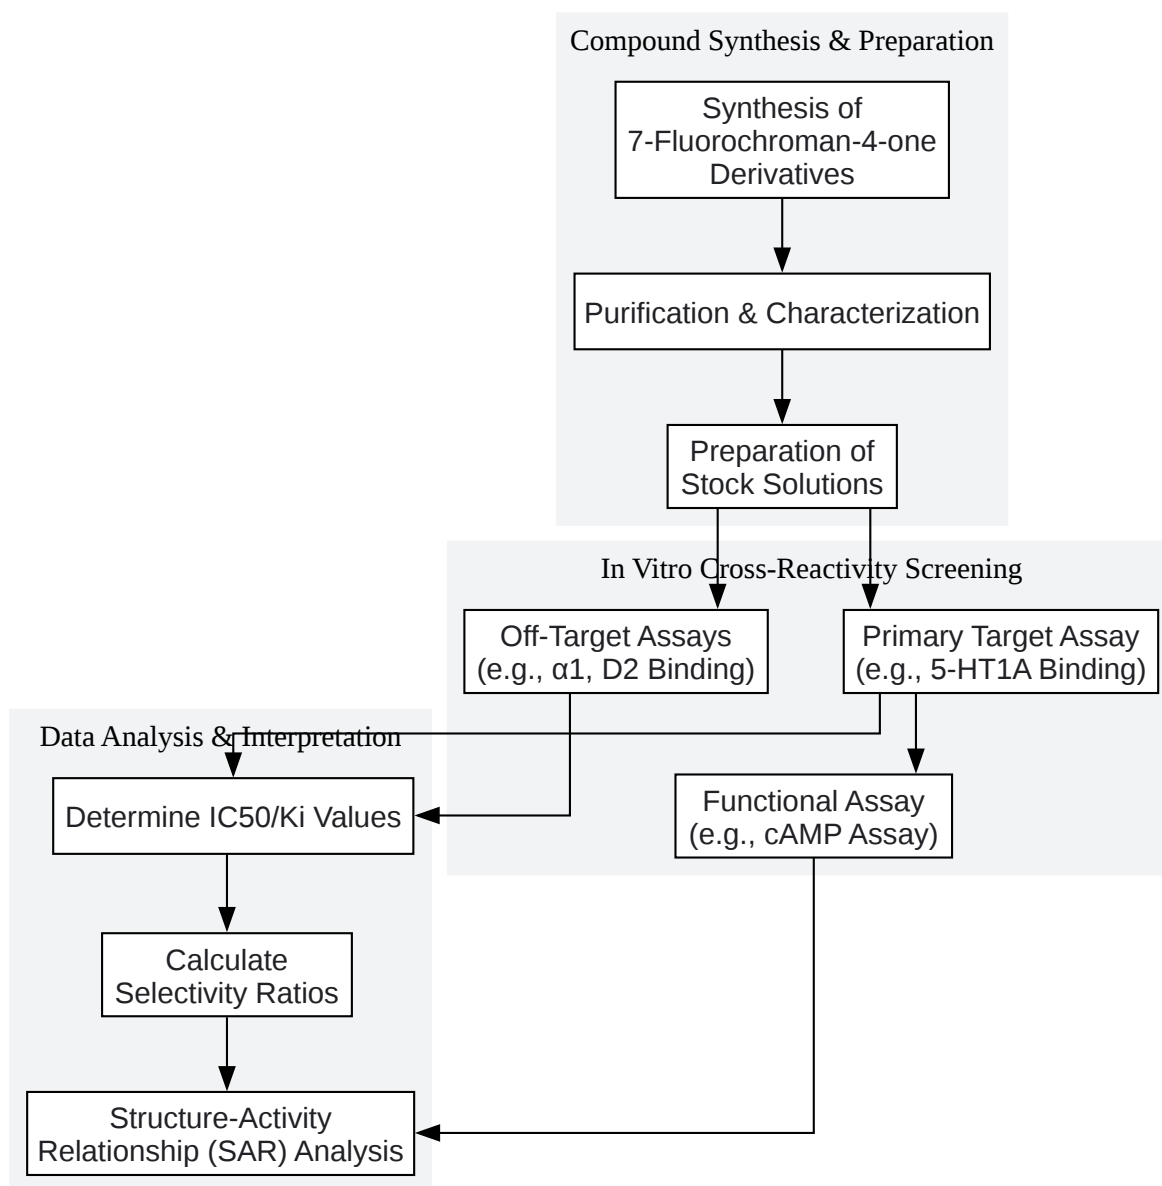 Compound Synthesis & Preparation
Synthesis of
7-Fluorochroman-4-one
Derivatives
Purification & Characterization
Preparation of
Stock Solutions
In Vitro Cross-Reactivity Screening
Off-Target Assays
(e.g., α1, D2 Binding)
Primary Target Assay
(e.g., 5-HT1A Binding)
Functional Assay
(e.g., cAMP Assay)
Data Analysis & Interpretation
Determine IC50/Ki Values
Calculate
Selectivity Ratios
Structure-Activity
Relationship (SAR) Analysis